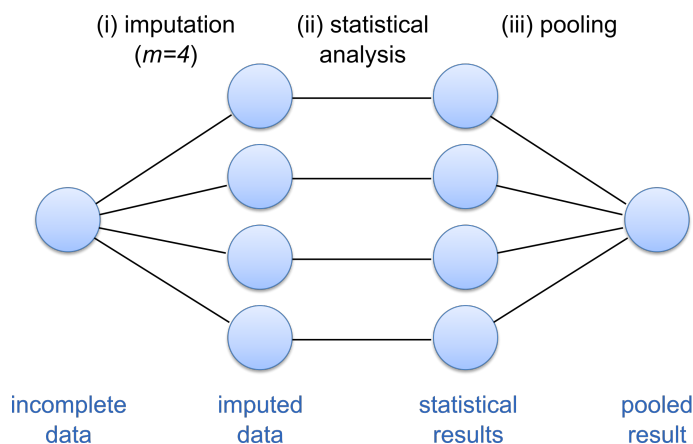 (i) imputation
(m=4)
(ii) statistical
analysis
(iii) pooling
incomplete
data
imputed
data
statistical
results
pooled
result